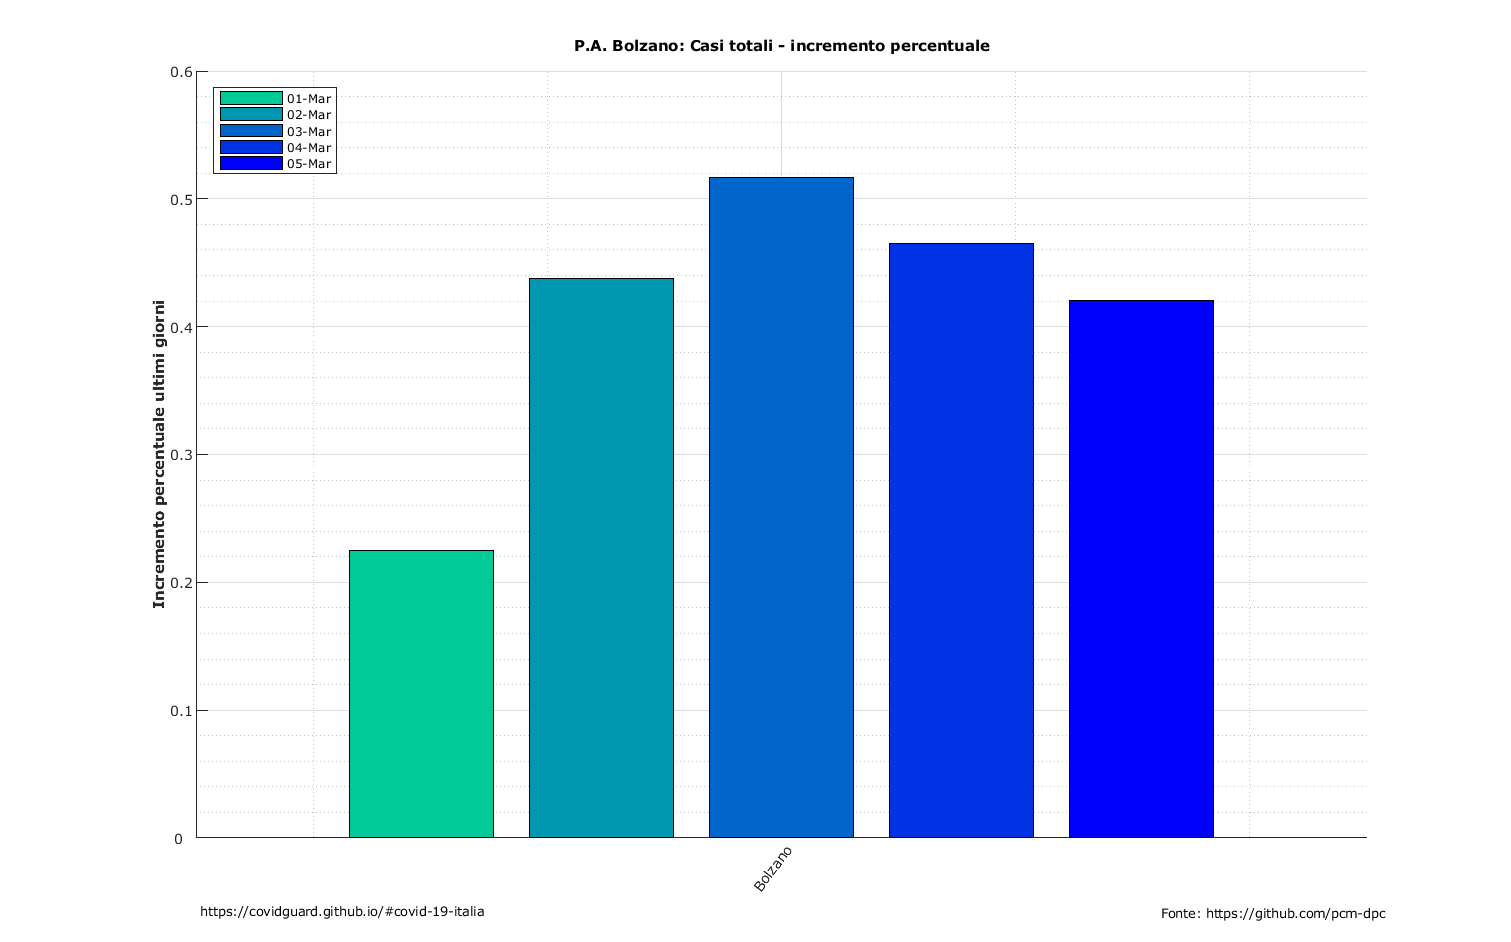 P.A. Bolzano: Casi totali - incremento percentuale
0.6
01-Mar
02-Mar
03-Mar
04-Mar
05-Mar
0.5
0.4
0.3
0.2
0.1
0
Incremento percentuale ultimi giorni
Bolzano
https://covidguard.github.io/#covid-19-italia
Fonte: https://github.com/pcm-dpc